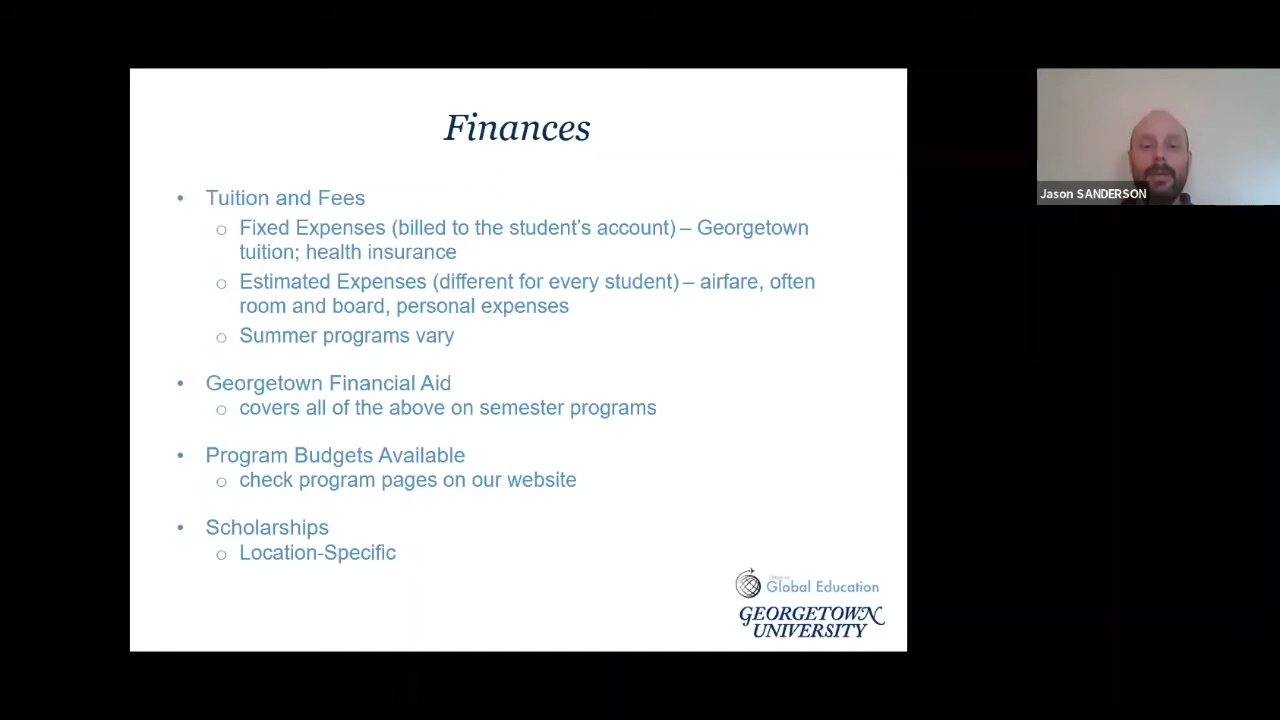 Finances
• Tuition and Fees
○ Fixed Expenses (billed to the student's account) – Georgetown
tuition; health insurance
○ Estimated Expenses (different for every student) – airfare, often
room and board, personal expenses
○ Summer programs vary
• Georgetown Financial Aid
○ covers all of the above on semester programs
• Program Budgets Available
○ check program pages on our website
• Scholarships
○ Location-Specific
Global Education
GEORGETOWN
UNIVERSITY
Jason SANDERSON